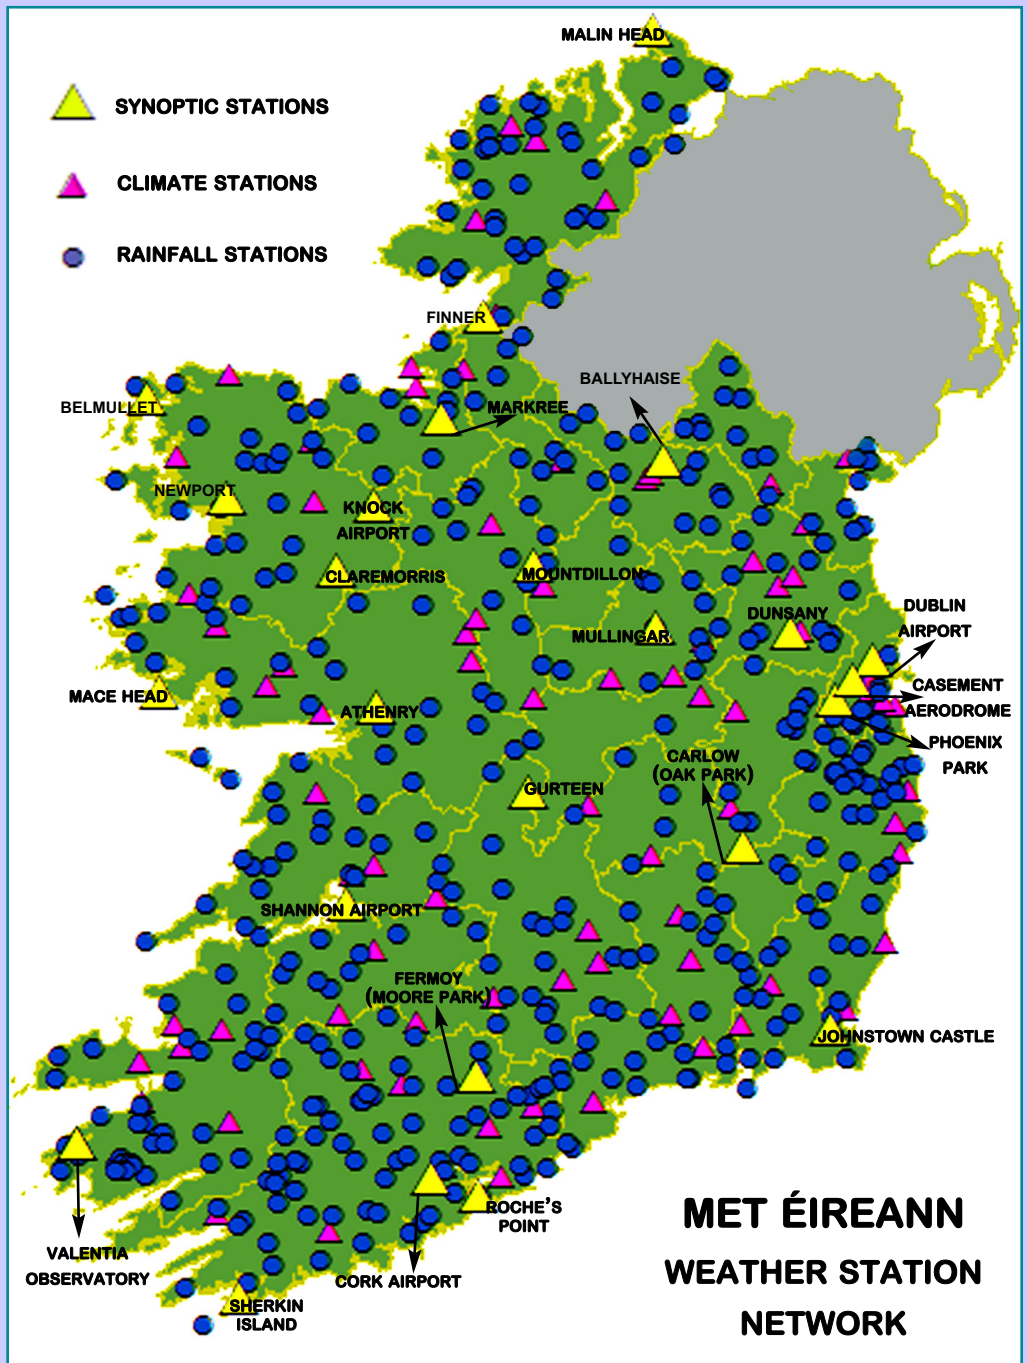 MALIN HEAD
SYNOPTIC STATIONS
CLIMATE STATIONS
RAINFALL STATIONS
FINNER
BALLYHAISE
BELMULLET
MARKREE
NEWPORT
KNOCK
AIRPORT
CLAREMORRIS
MOUNTDILLON
DUNSANY
MULLINGAR
DUBLIN
AIRPORT
MACE HEAD
ATHENRY
CASEMENT
AERODROME
PHOENIX
PARK
CARLOW
(OAK PARK)
GURTEEN
SHANNON AIRPORT
FERMOY
(MOORE PARK)
JOHNSTOWN CASTLE
ROCHE'S
POINT
VALENTIA
OBSERVATORY
CORK AIRPORT
SHERKIN
ISLAND
MET ÉIREANN
WEATHER STATION
NETWORK